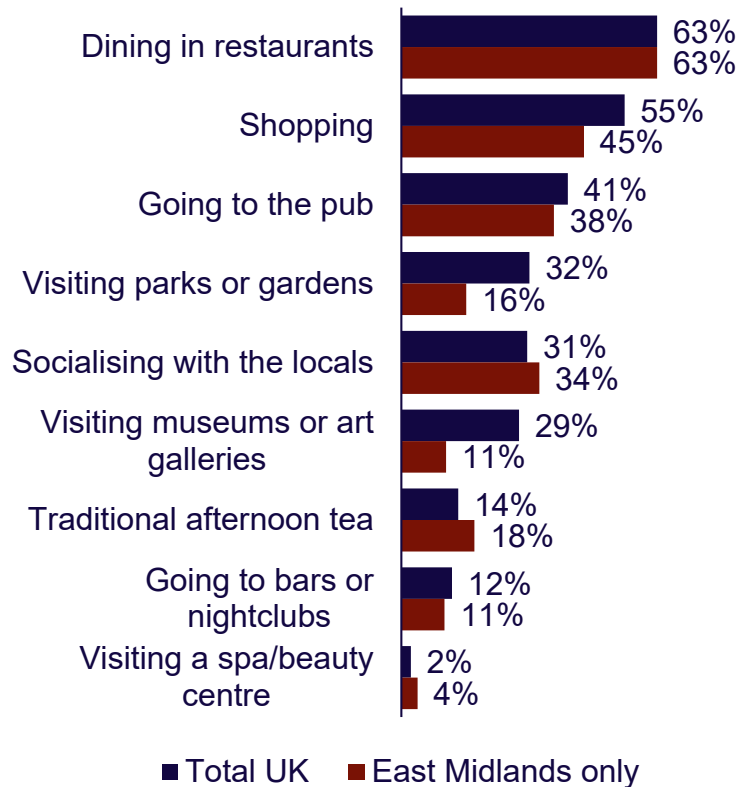 Dining in restaurants
63%
63%
Shopping
55%
45%
Going to the pub
41%
38%
Visiting parks or gardens
32%
16%
Socialising with the locals
31%
34%
Visiting museums or art
galleries
29%
11%
Traditional afternoon tea
14%
18%
Going to bars or
nightclubs
12%
11%
Visiting a spa/beauty
centre
2%
4%
Total UK
East Midlands only